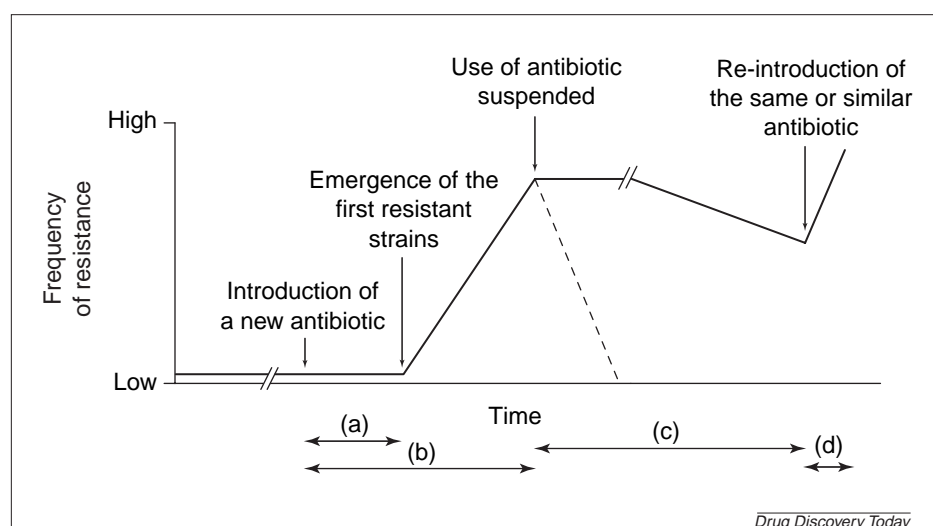 Use of antibiotic
suspended
Re-introduction of
the same or similar
antibiotic
High
Emergence of the
first resistant
strains
Frequency
of resistance
Introduction of
a new antibiotic
Low
Time
(a)
(b)
(c)
(d)
Drug Discovery Today